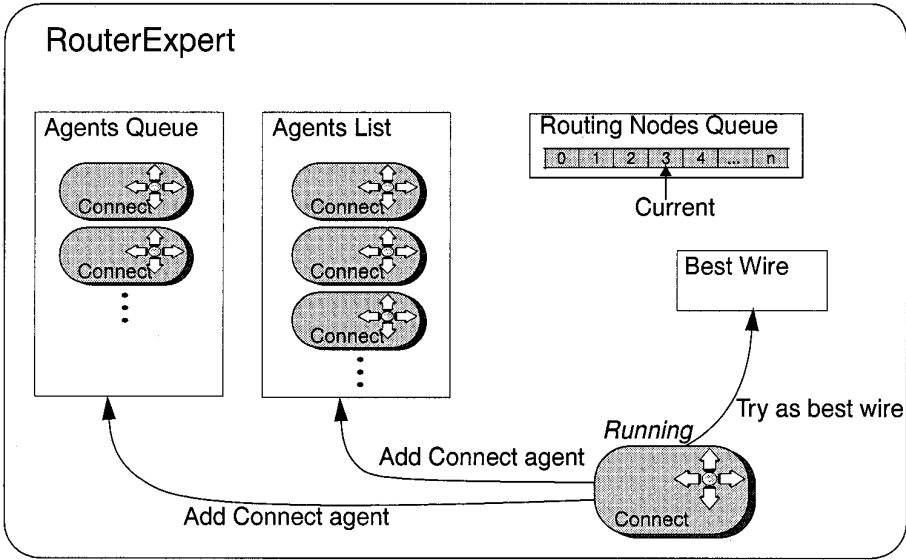 RouterExpert
Agents Queue
Connect
Connect
Agents List
Connect
Connect
Connect
Routing Nodes Queue
0 1 2 3 4 ... n
Current
Best Wire
Try as best wire
Running
Add Connect agent
Connect
Add Connect agent